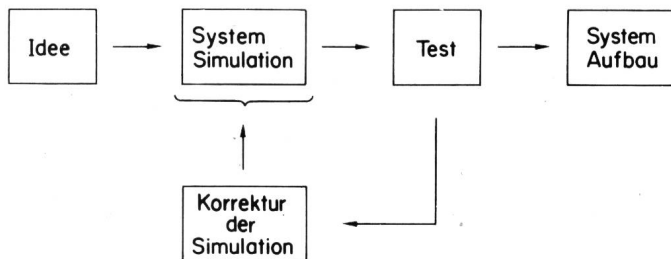 Idee
System
Simulation
Test
System
Aufbau
Korrektur
der
Simulation